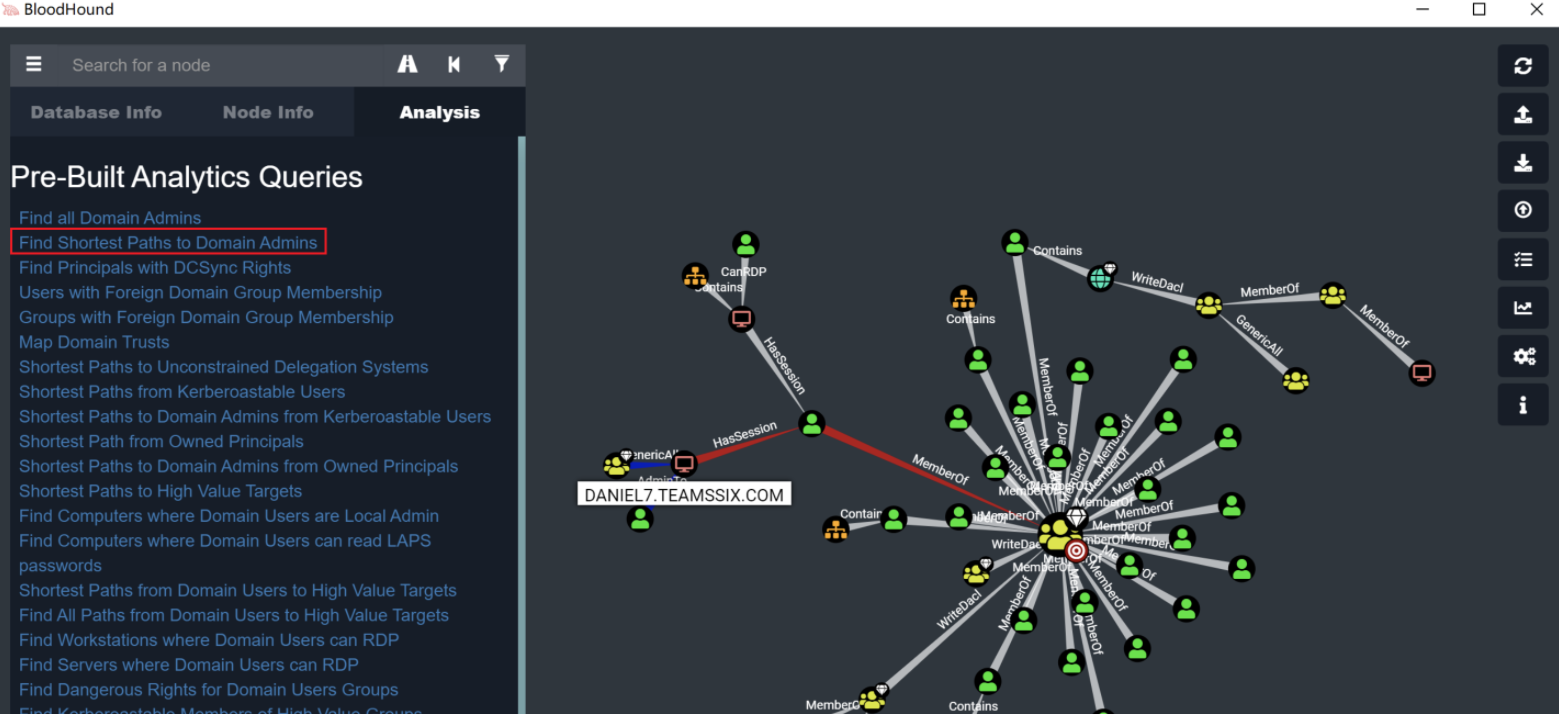 BloodHound
Search for a node
Database Info
Node Info
Analysis
Pre-Built Analytics Queries
Find all Domain Admins
Find Shortest Paths to Domain Admins
Find Principals with DCSync Rights
Users with Foreign Domain Group Membership
Groups with Foreign Domain Group Membership
Map Domain Trusts
Shortest Paths to Unconstrained Delegation Systems
Shortest Paths from Kerberoastable Users
Shortest Paths to Domain Admins from Kerberoastable Users
Shortest Path from Owned Principals
Shortest Paths to Domain Admins from Owned Principals
Shortest Paths to High Value Targets
Find Computers where Domain Users are Local Admin
Find Computers where Domain Users can read LAPS
passwords
Shortest Paths from Domain Users to High Value Targets
Find All Paths from Domain Users to High Value Targets
Find Workstations where Domain Users can RDP
Find Servers where Domain Users can RDP
Find Dangerous Rights for Domain Users Groups
Find Kerberoastable Members of High Value Groups
CanRDP
Contains
HasSession
HasSession
AdminTo
DANIEL7.TEAMSSIX.COM
Contains
WriteDacl
MemberOf
MemberOf
GenericAll
Contains
MemberOf
MemberOf
MemberOf
MemberOf
MemberOf
MemberOf
MemberOf
MemberOf
MemberOf
MemberOf
MemberOf
WriteDacl
MemberOf
Contains